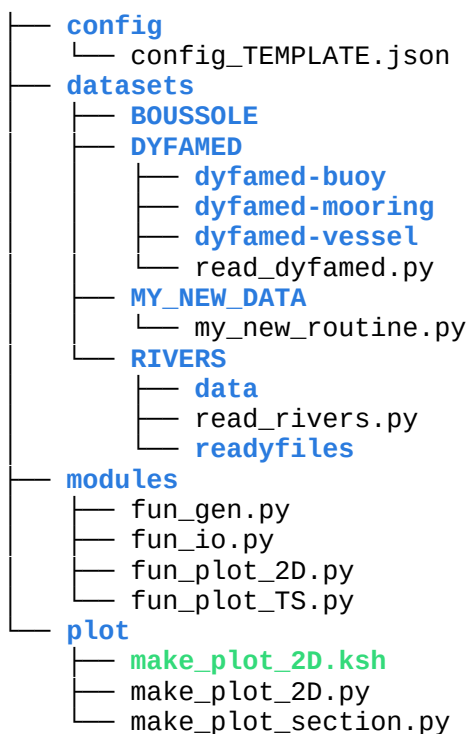 ├── config
│   └── config_TEMPLATE.json
├── datasets
│   ├── BOUSSOLE
│   ├── DYFAMED
│   │   ├── dyfamed-buoy
│   │   ├── dyfamed-mooring
│   │   ├── dyfamed-vessel
│   │   └── read_dyfamed.py
│   ├── MY_NEW_DATA
│   │   └── my_new_routine.py
│   └── RIVERS
│       ├── data
│       ├── read_rivers.py
│       └── readyfiles
├── modules
│   ├── fun_gen.py
│   ├── fun_io.py
│   ├── fun_plot_2D.py
│   └── fun_plot_TS.py
└── plot
    ├── make_plot_2D.ksh
    ├── make_plot_2D.py
    └── make_plot_section.py